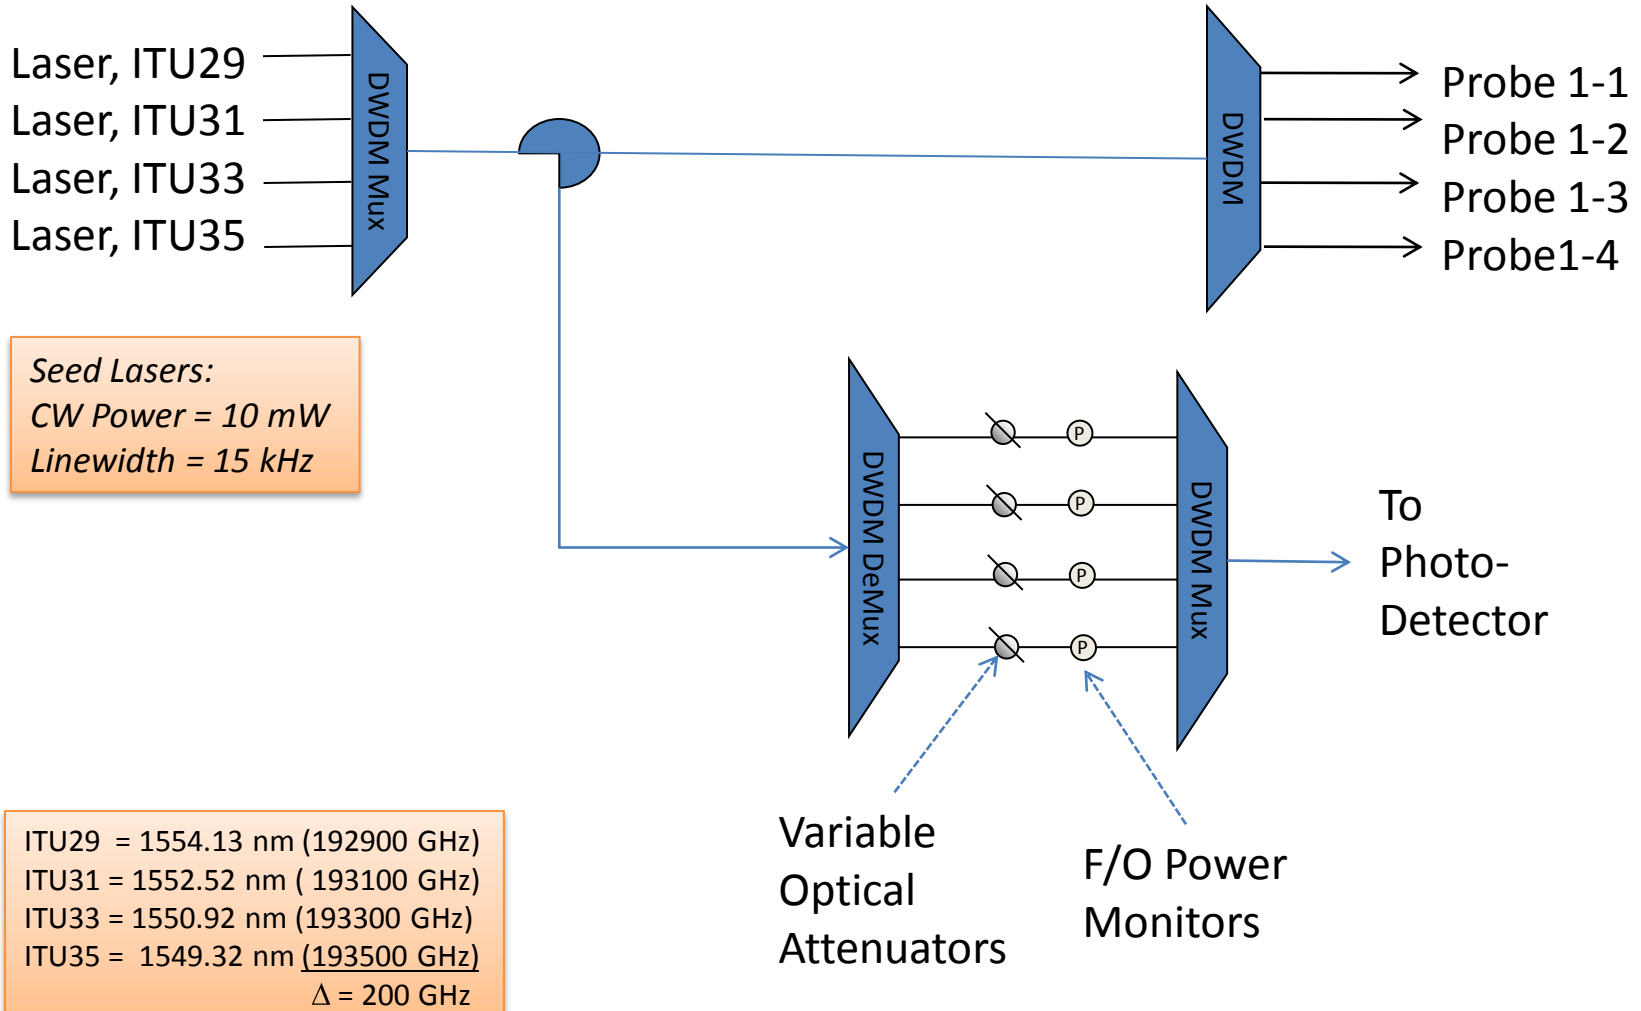 Laser, ITU29
Laser, ITU31
Laser, ITU33
Laser, ITU35
DWDM Mux
DWDM
Probe 1-1
Probe 1-2
Probe 1-3
Probe1-4
Seed Lasers:
CW Power = 10 mW
Linewidth = 15 kHz
DWDM DeMux
P
P
P
P
DWDM Mux
To
Photo-
Detector
Variable
Optical
Attenuators
F/O Power
Monitors
ITU29  = 1554.13 nm (192900 GHz)
ITU31 = 1552.52 nm ( 193100 GHz)
ITU33 = 1550.92 nm (193300 GHz)
ITU35 =  1549.32 nm (193500 GHz)
Δ = 200 GHz